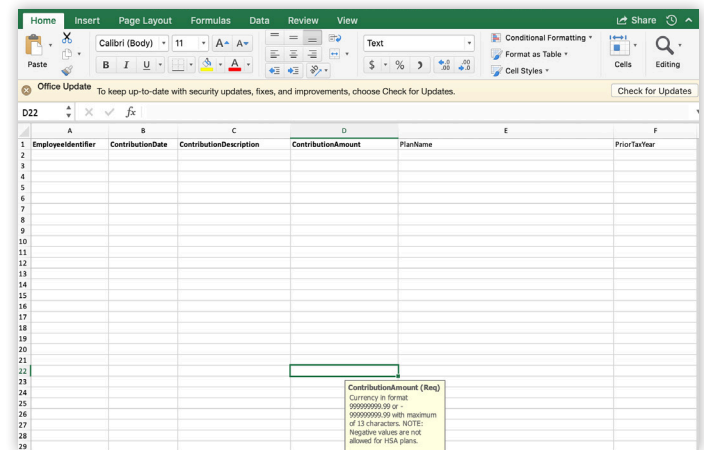 Home Insert Page Layout Formulas Data Review View Share
Paste Calibri (Body) 11 A A Text Conditional Formatting
Format as Table
B I U A $ % .0 .00 .00 .0 Cell Styles Cells Editing
Office Update To keep up-to-date with security updates, fixes, and improvements, choose Check for Updates. Check for Updates
D22 fx
A B C D E F
1 EmployeeIdentifier ContributionDate ContributionDescription ContributionAmount PlanName PriorTaxYear
2
3
4
5
6
7
8
9
10
11
12
13
14
15
16
17
18
19
20
21
22
23
24
25
26
27
28
29
ContributionAmount (Req)
Currency in format
999999999.99 or -
999999999.99 with maximum
of 13 characters. NOTE:
Negative values are not
allowed for HSA plans.